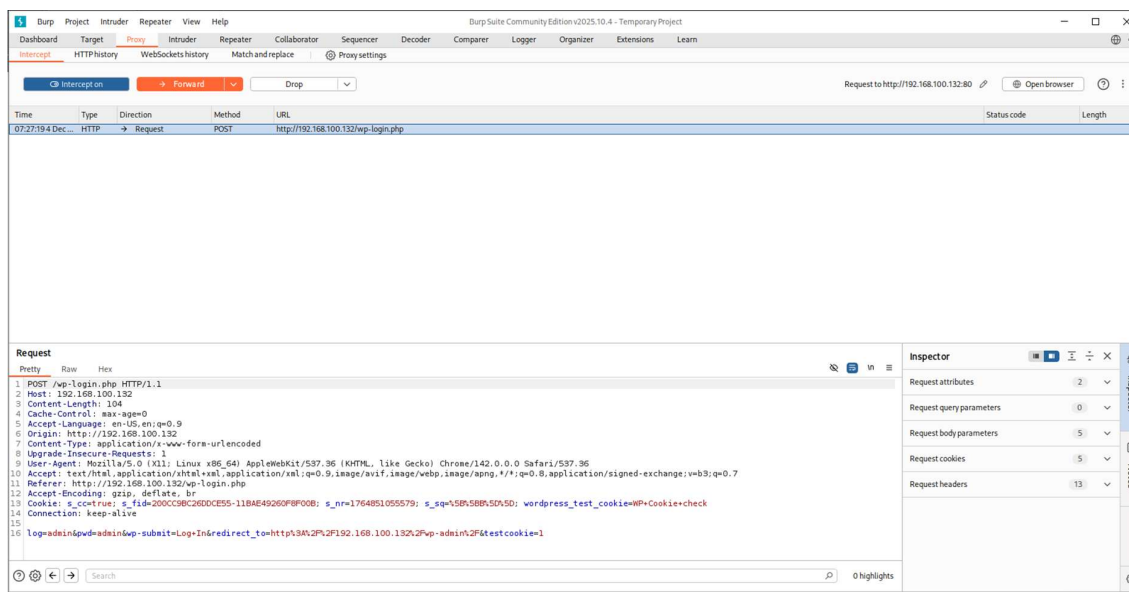 Burp Project Intruder Repeater View Help Burp Suite Community Edition v2025.10.4 - Temporary Project
Dashboard Target Proxy Intruder Repeater Collaborator Sequencer Decoder Comparer Logger Organizer Extensions Learn
Intercept HTTP history WebSockets history Match and replace Proxy settings
Intercept on Forward Drop Request to http://192.168.100.132:80 Open browser
Time Type Direction Method URL Status code Length
07:27:19 4 Dec ... HTTP → Request POST http://192.168.100.132/wp-login.php
Request
Pretty Raw Hex
1 POST /wp-login.php HTTP/1.1
2 Host: 192.168.100.132
3 Content-Length: 104
4 Cache-Control: max-age=0
5 Accept-Language: en-US,en;q=0.9
6 Origin: http://192.168.100.132
7 Content-Type: application/x-www-form-urlencoded
8 Upgrade-Insecure-Requests: 1
9 User-Agent: Mozilla/5.0 (X11; Linux x86_64) AppleWebKit/537.36 (KHTML, like Gecko) Chrome/142.0.0.0 Safari/537.36
10 Accept: text/html,application/xhtml+xml,application/xml;q=0.9,image/avif,image/webp,image/apng,*/*;q=0.8,application/signed-exchange;v=b3;q=0.7
11 Referer: http://192.168.100.132/wp-login.php
12 Accept-Encoding: gzip, deflate, br
13 Cookie: s_cc=true; s_fid=200CC9BC26DDCE55-11BAE49260F8F00B; s_nr=1764851055579; s_sq=%5B%5BB%5D%5D; wordpress_test_cookie=WP+Cookie+check
14 Connection: keep-alive
15
16 log=admin&pwd=admin&wp-submit=Log+In&redirect_to=http%3A%2F%2F192.168.100.132%2Fwp-admin%2F&testcookie=1
Search 0 highlights
Inspector
Request attributes 2
Request query parameters 0
Request body parameters 5
Request cookies 5
Request headers 13